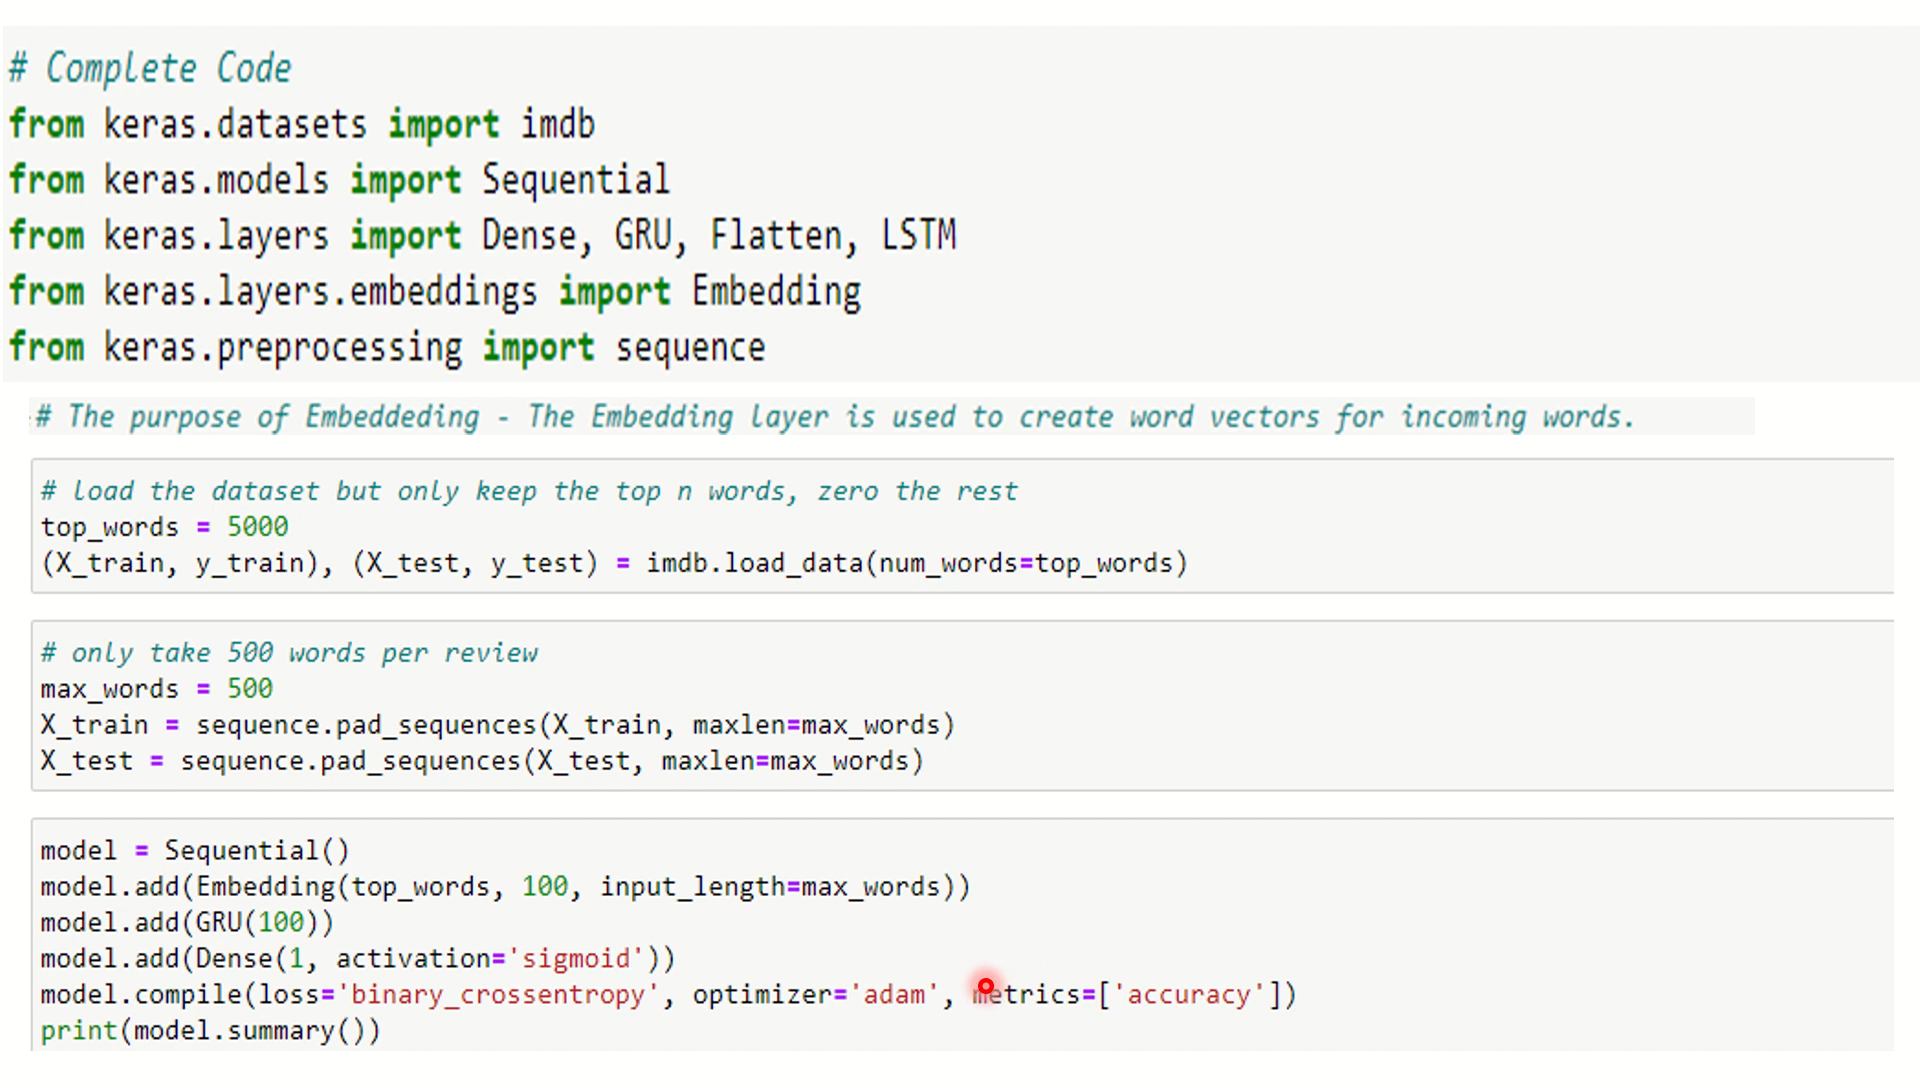 # Complete Code
from keras.datasets import imdb
from keras.models import Sequential
from keras.layers import Dense, GRU, Flatten, LSTM
from keras.layers.embeddings import Embedding
from keras.preprocessing import sequence
# The purpose of Embeddeding - The Embedding layer is used to create word vectors for incoming words.
# load the dataset but only keep the top n words, zero the rest
top_words = 5000
(X_train, y_train), (X_test, y_test) = imdb.load_data(num_words=top_words)
# only take 500 words per review
max_words = 500
X_train = sequence.pad_sequences(X_train, maxlen=max_words)
X_test = sequence.pad_sequences(X_test, maxlen=max_words)
model = Sequential()
model.add(Embedding(top_words, 100, input_length=max_words))
model.add(GRU(100))
model.add(Dense(1, activation='sigmoid'))
model.compile(loss='binary_crossentropy', optimizer='adam', metrics=['accuracy'])
print(model.summary())